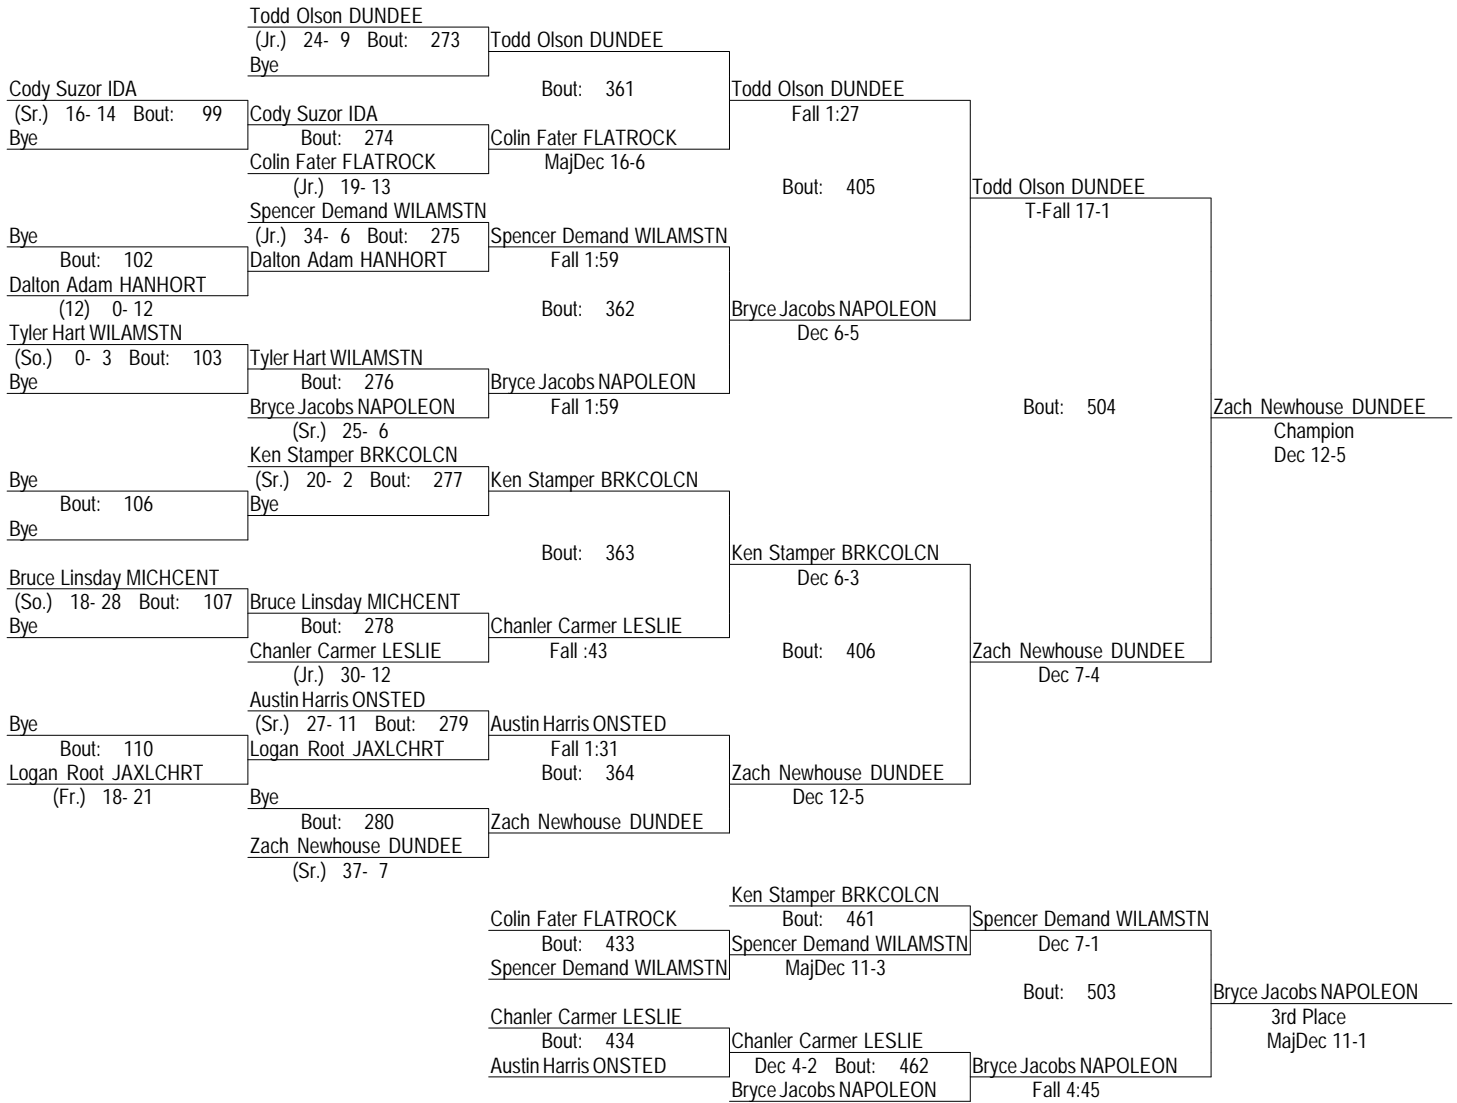 Todd Olson DUNDEE
(Jr.) 24- 9 Bout: 273 Todd Olson DUNDEE
Bye
Cody Suzor IDA Bout: 361 Todd Olson DUNDEE
(Sr.) 16- 14 Bout: 99 Cody Suzor IDA Fall 1:27
Bye Bout: 274 Colin Fater FLATROCK
Colin Fater FLATROCK MajDec 16-6
(Jr.) 19- 13 Bout: 405 Todd Olson DUNDEE
Spencer Demand WILAMSTN T-Fall 17-1
Bye (Jr.) 34- 6 Bout: 275 Spencer Demand WILAMSTN
Bout: 102 Dalton Adam HANHORT Fall 1:59
Dalton Adam HANHORT
(12) 0- 12 Bout: 362 Bryce Jacobs NAPOLEON
Tyler Hart WILAMSTN Dec 6-5
(So.) 0- 3 Bout: 103 Tyler Hart WILAMSTN
Bye Bout: 276 Bryce Jacobs NAPOLEON
Bryce Jacobs NAPOLEON Fall 1:59 Bout: 504 Zach Newhouse DUNDEE
(Sr.) 25- 6 Champion
Ken Stamper BRKCOLCN Dec 12-5
Bye (Sr.) 20- 2 Bout: 277 Ken Stamper BRKCOLCN
Bout: 106 Bye
Bye
Bout: 363 Ken Stamper BRKCOLCN
Bruce Linsday MICHCENT Dec 6-3
(So.) 18- 28 Bout: 107 Bruce Linsday MICHCENT
Bye Bout: 278 Chanler Carmer LESLIE
Chanler Carmer LESLIE Fall :43 Bout: 406 Zach Newhouse DUNDEE
(Jr.) 30- 12 Dec 7-4
Austin Harris ONSTED
Bye (Sr.) 27- 11 Bout: 279 Austin Harris ONSTED
Bout: 110 Logan Root JAXLCHRT Fall 1:31
Logan Root JAXLCHRT Bout: 364 Zach Newhouse DUNDEE
(Fr.) 18- 21 Bye Dec 12-5
Bout: 280 Zach Newhouse DUNDEE
Zach Newhouse DUNDEE
(Sr.) 37- 7
Ken Stamper BRKCOLCN
Colin Fater FLATROCK Bout: 461 Spencer Demand WILAMSTN
Bout: 433 Spencer Demand WILAMSTN Dec 7-1
Spencer Demand WILAMSTN MajDec 11-3
Bout: 503 Bryce Jacobs NAPOLEON
Chanler Carmer LESLIE 3rd Place
Bout: 434 Chanler Carmer LESLIE MajDec 11-1
Austin Harris ONSTED Dec 4-2 Bout: 462 Bryce Jacobs NAPOLEON
Bryce Jacobs NAPOLEON Fall 4:45